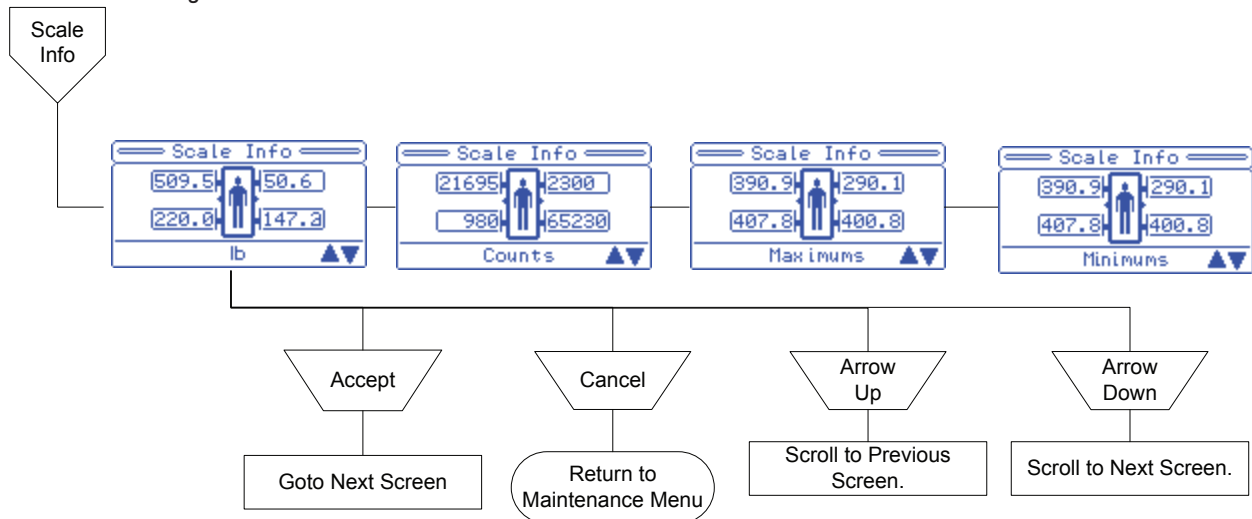 Scale
Info
Scale Info
509.5 50.6
220.0 147.3
lb
Scale Info
21695 2300
980 65230
Counts
Scale Info
390.9 290.1
407.8 400.8
Maximums
Scale Info
390.9 290.1
407.8 400.8
Minimums
Accept
Cancel
Arrow
Up
Arrow
Down
Goto Next Screen
Return to
Maintenance Menu
Scroll to Previous
Screen.
Scroll to Next Screen.